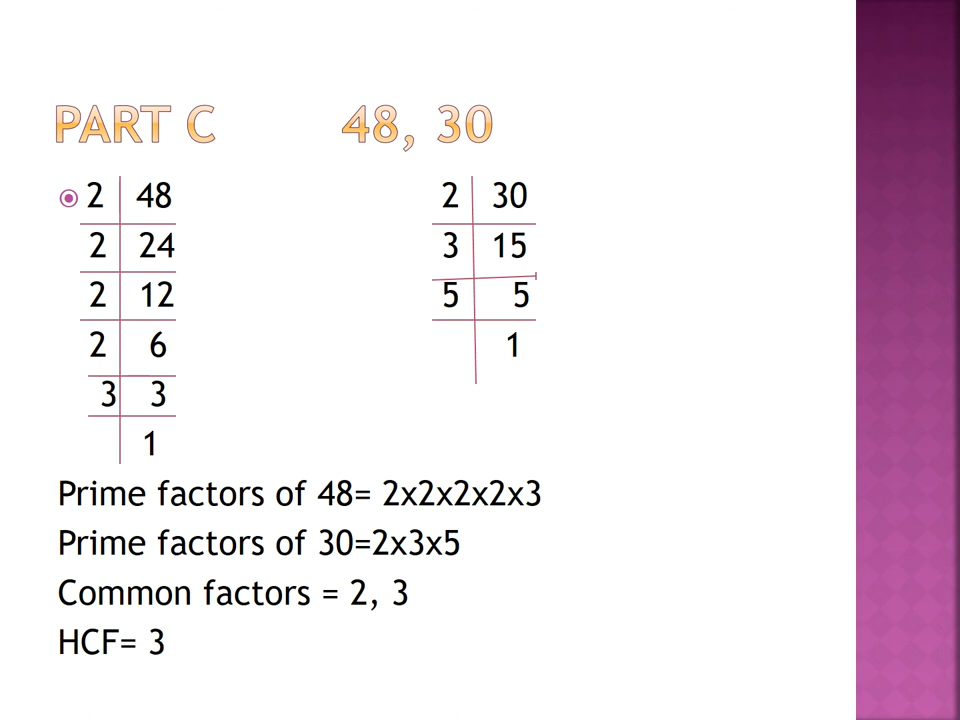 PART C 48, 30
2 48 2 30
2 24 3 15
2 12 5 5
2 6 1
3 3
1
Prime factors of 48= 2x2x2x2x3
Prime factors of 30=2x3x5
Common factors = 2, 3
HCF= 3